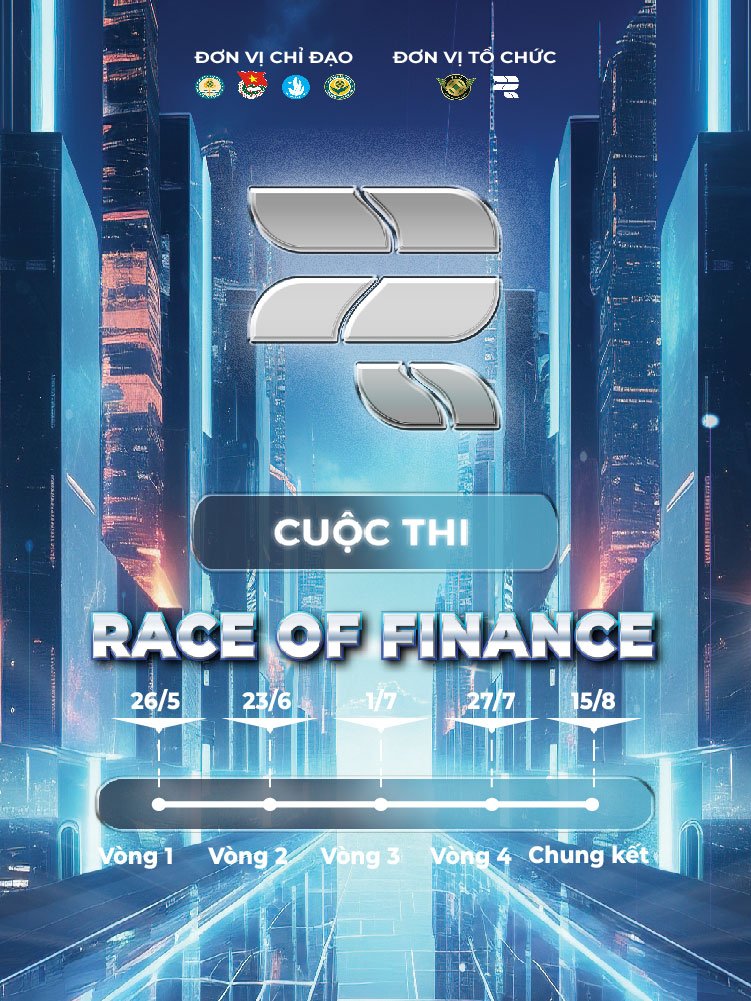 ĐƠN VỊ CHỈ ĐẠO ĐƠN VỊ TỔ CHỨC
CUỘC THI
RACE OF FINANCE
26/5 23/6 1/7 27/7 15/8
Vòng 1 Vòng 2 Vòng 3 Vòng 4 Chung kết